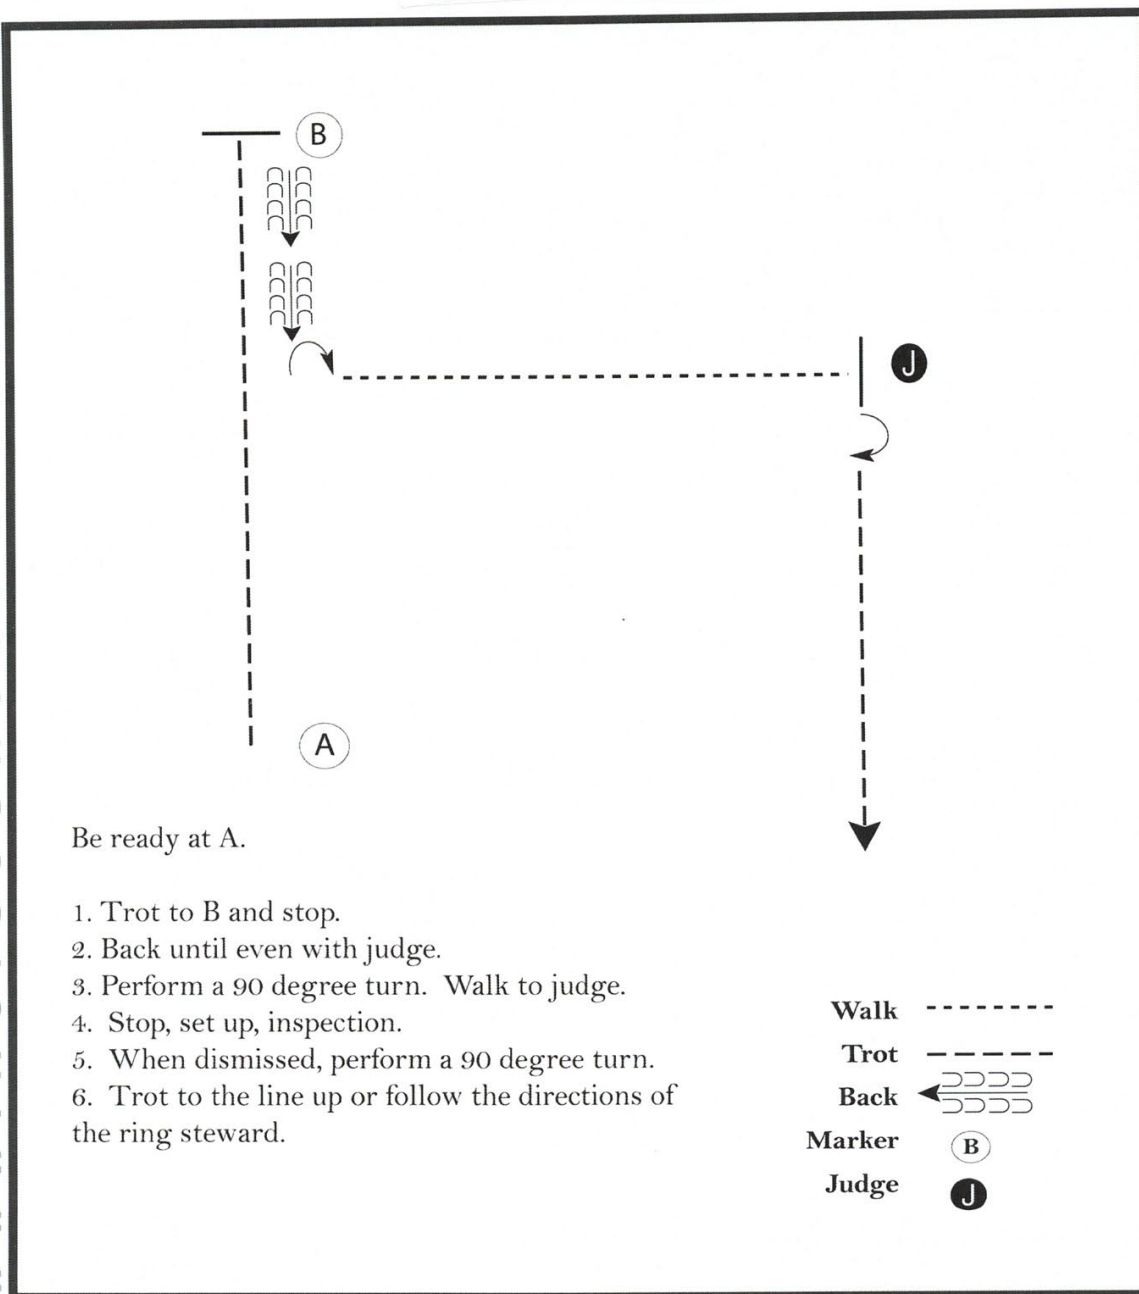 B
J
A
Be ready at A.
1. Trot to B and stop.
2. Back until even with judge.
3. Perform a 90 degree turn.  Walk to judge.
4.  Stop, set up, inspection.
5.  When dismissed, perform a 90 degree turn.
6.  Trot to the line up or follow the directions of
the ring steward.
Walk
Trot
Back
Marker B
Judge J